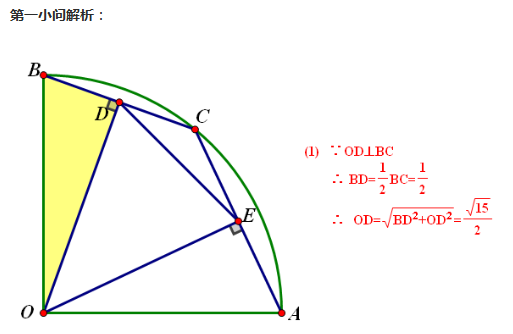 第一小问解析：
B
D
C
E
O
A
(1) ∵ OD⊥BC
∴ BD=1/2BC=1/2
∴ OD=√(BD²+OD²)=√15/2